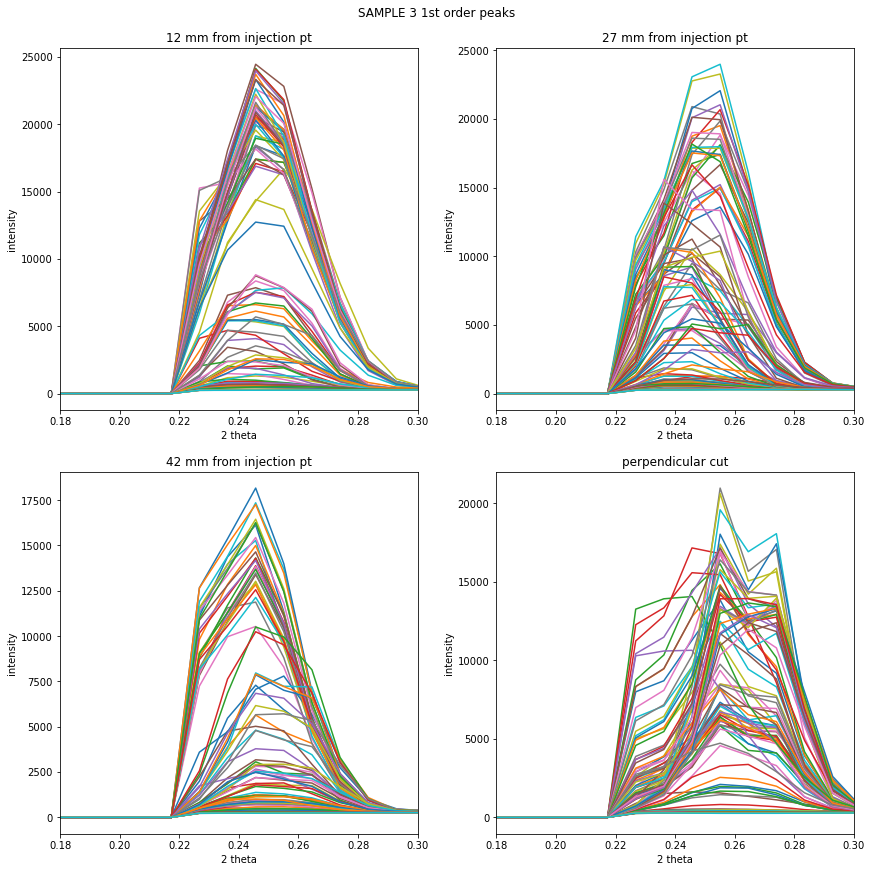 SAMPLE 3 1st order peaks
12 mm from injection pt
25000
20000
15000
10000
5000
0
intensity
0.18 0.20 0.22 0.24 0.26 0.28 0.30
2 theta
27 mm from injection pt
25000
20000
15000
10000
5000
0
intensity
0.18 0.20 0.22 0.24 0.26 0.28 0.30
2 theta
42 mm from injection pt
17500
15000
12500
10000
7500
5000
2500
0
intensity
0.18 0.20 0.22 0.24 0.26 0.28 0.30
2 theta
perpendicular cut
20000
15000
10000
5000
0
intensity
0.18 0.20 0.22 0.24 0.26 0.28 0.30
2 theta